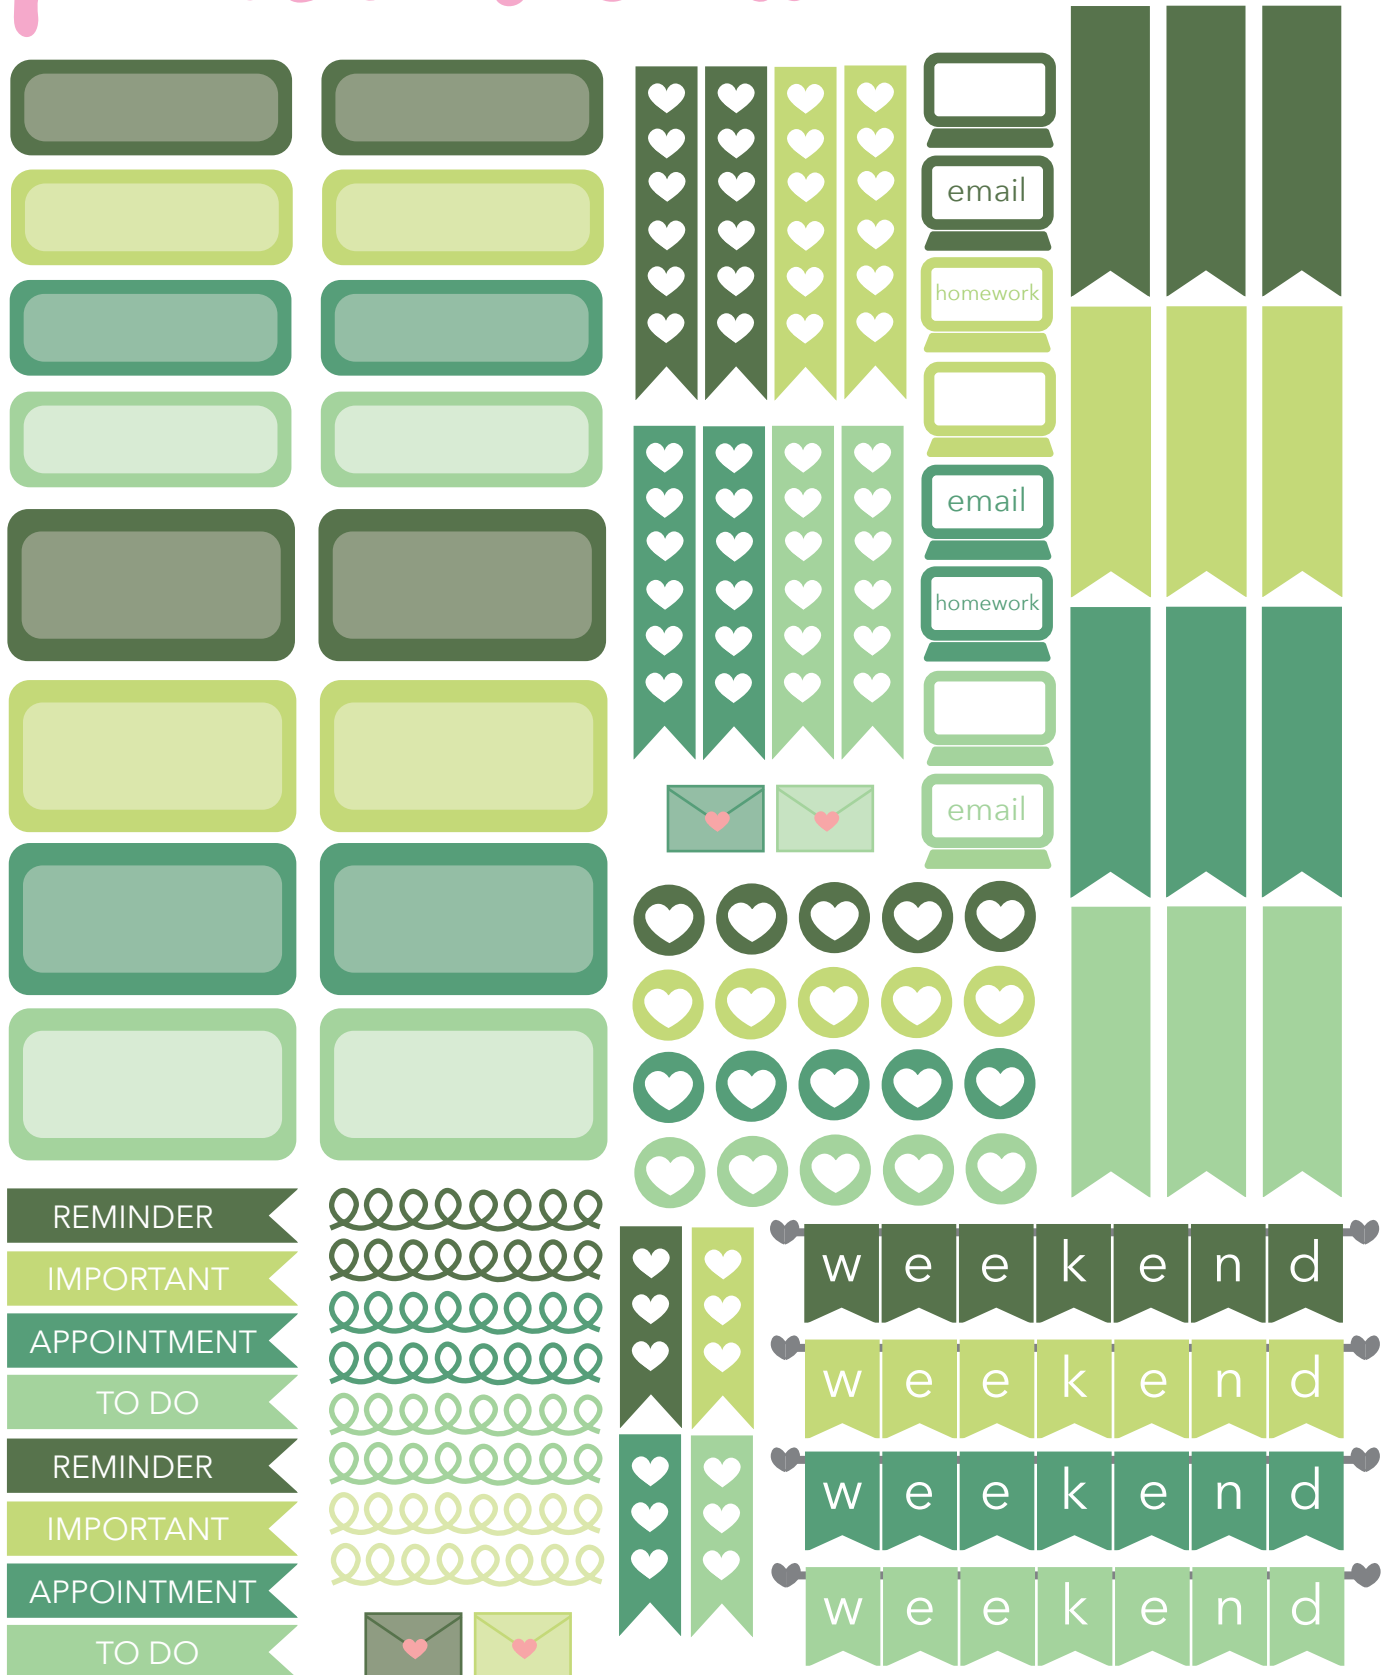 email
homework
email
homework
email
REMINDER
IMPORTANT
APPOINTMENT
TO DO
REMINDER
IMPORTANT
APPOINTMENT
TO DO
weekend
weekend
weekend
weekend